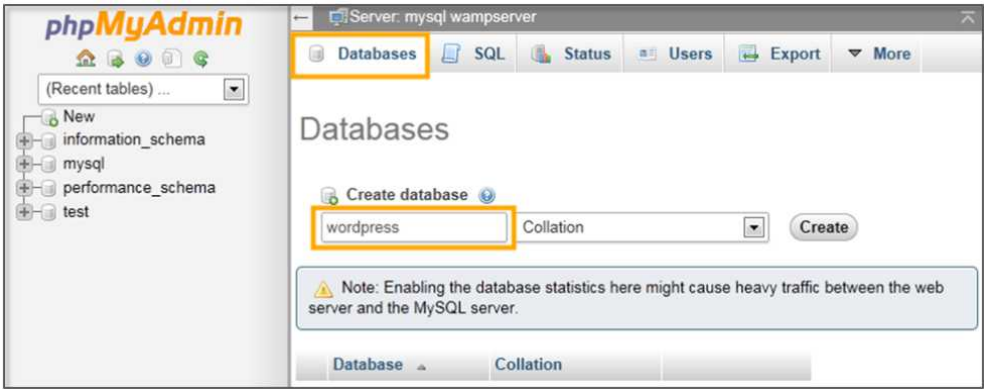 phpMyAdmin
(Recent tables) ...
New
information_schema
mysql
performance_schema
test
Server: mysql wampserver
Databases SQL Status Users Export More
Databases
Create database
wordpress Collation Create
Note: Enabling the database statistics here might cause heavy traffic between the web
server and the MySQL server.
Database Collation